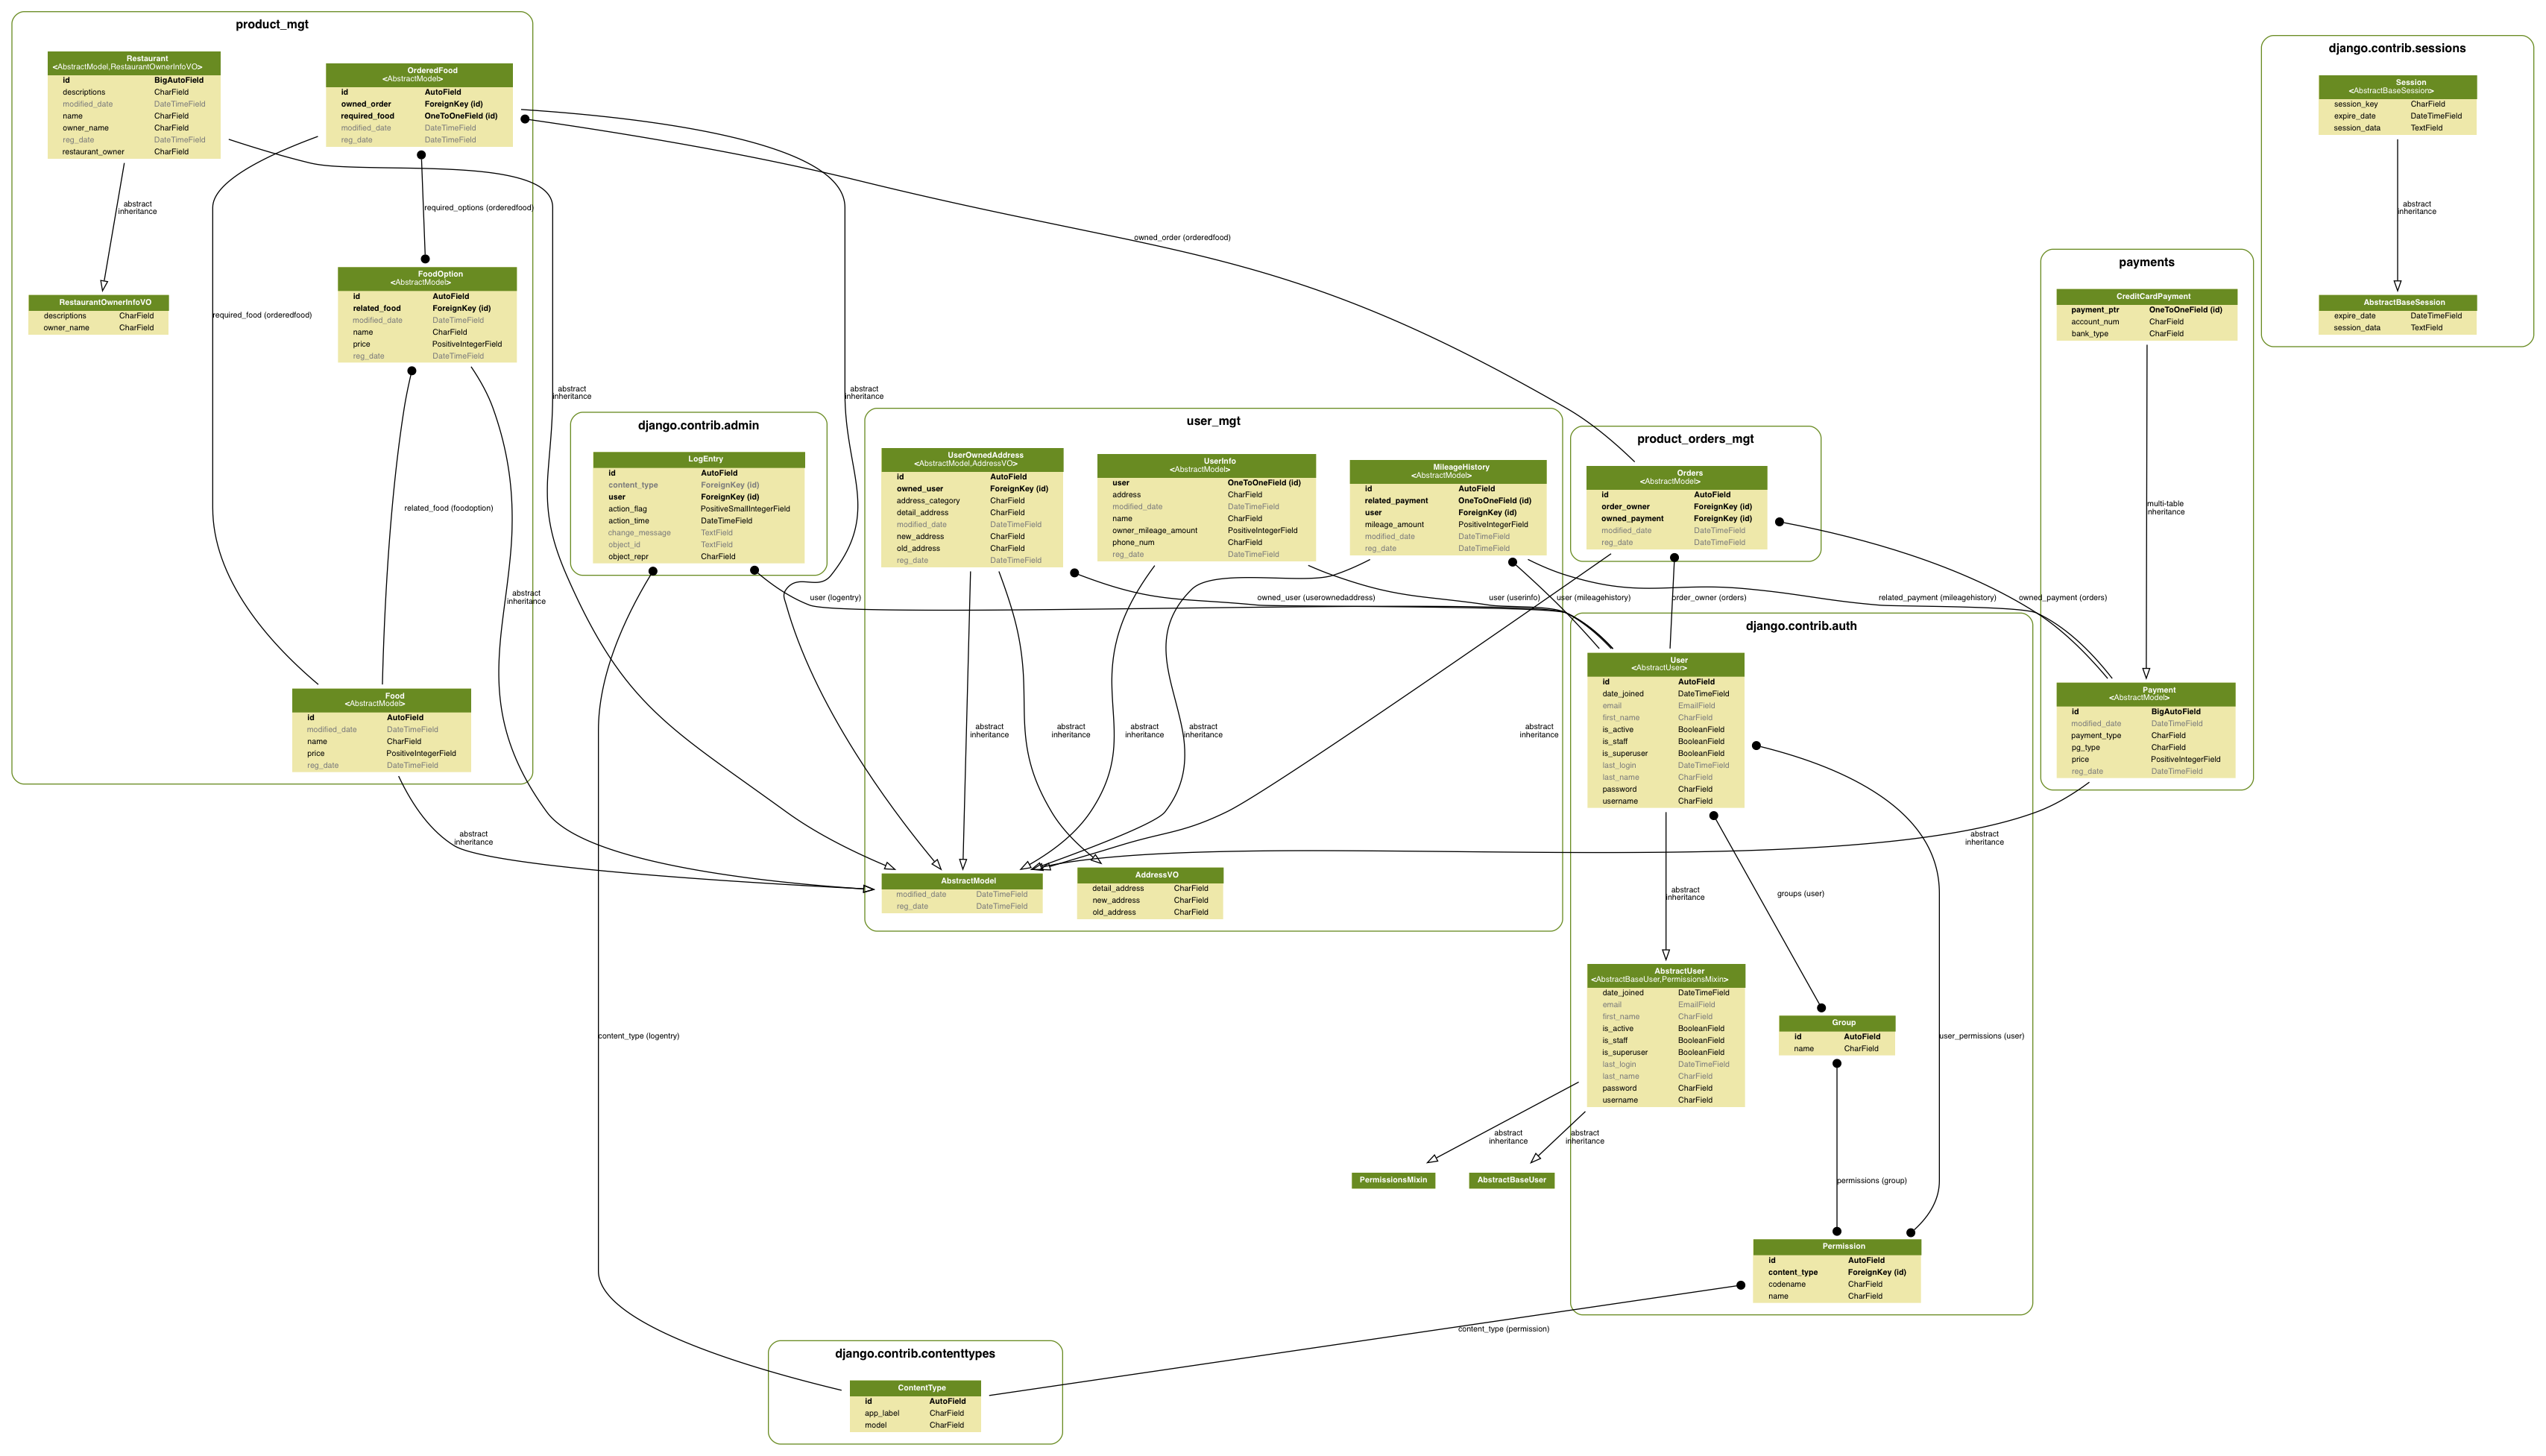 product_mgt
Restaurant
<AbstractModel,RestaurantOwnerInfoVO>
id BigAutoField
descriptions CharField
modified_date DateTimeField
name CharField
owner_name CharField
reg_date DateTimeField
restaurant_owner CharField
OrderedFood
<AbstractModel>
id AutoField
owned_order ForeignKey (id)
required_food OneToOneField (id)
modified_date DateTimeField
reg_date DateTimeField
abstract
inheritance
required_options (orderedfood)
RestaurantOwnerInfoVO
descriptions CharField
owner_name CharField
FoodOption
<AbstractModel>
id AutoField
related_food ForeignKey (id)
modified_date DateTimeField
name CharField
price PositiveIntegerField
reg_date DateTimeField
required_food (orderedfood)
related_food (foodoption)
abstract
inheritance
Food
<AbstractModel>
id AutoField
modified_date DateTimeField
name CharField
price PositiveIntegerField
reg_date DateTimeField
abstract
inheritance
abstract
inheritance
abstract
inheritance
owned_order (orderedfood)
django.contrib.admin
LogEntry
id AutoField
content_type ForeignKey (id)
user ForeignKey (id)
action_flag PositiveSmallIntegerField
action_time DateTimeField
change_message TextField
object_id TextField
object_repr CharField
user (logentry)
content_type (logentry)
user_mgt
UserOwnedAddress
<AbstractModel,AddressVO>
id AutoField
owned_user ForeignKey (id)
address_category CharField
detail_address CharField
modified_date DateTimeField
new_address CharField
old_address CharField
reg_date DateTimeField
UserInfo
<AbstractModel>
user OneToOneField (id)
address CharField
modified_date DateTimeField
name CharField
owner_mileage_amount PositiveIntegerField
phone_num CharField
reg_date DateTimeField
MileageHistory
<AbstractModel>
id AutoField
related_payment OneToOneField (id)
user ForeignKey (id)
mileage_amount PositiveIntegerField
modified_date DateTimeField
reg_date DateTimeField
owned_user (userownedaddress)
user (userinfo)
user (mileagehistory)
abstract
inheritance
abstract
inheritance
abstract
inheritance
abstract
inheritance
abstract
inheritance
AbstractModel
modified_date DateTimeField
reg_date DateTimeField
AddressVO
detail_address CharField
new_address CharField
old_address CharField
product_orders_mgt
Orders
<AbstractModel>
id AutoField
order_owner ForeignKey (id)
owned_payment ForeignKey (id)
modified_date DateTimeField
reg_date DateTimeField
order_owner (orders)
related_payment (mileagehistory)
owned_payment (orders)
django.contrib.auth
User
<AbstractUser>
id AutoField
date_joined DateTimeField
email EmailField
first_name CharField
is_active BooleanField
is_staff BooleanField
is_superuser BooleanField
last_login DateTimeField
last_name CharField
password CharField
username CharField
abstract
inheritance
groups (user)
abstract
inheritance
AbstractUser
<AbstractBaseUser,PermissionsMixin>
date_joined DateTimeField
email EmailField
first_name CharField
is_active BooleanField
is_staff BooleanField
is_superuser BooleanField
last_login DateTimeField
last_name CharField
password CharField
username CharField
Group
id AutoField
name CharField
user_permissions (user)
abstract
inheritance
abstract
inheritance
PermissionsMixin
AbstractBaseUser
permissions (group)
Permission
id AutoField
content_type ForeignKey (id)
codename CharField
name CharField
content_type (permission)
django.contrib.contenttypes
ContentType
id AutoField
app_label CharField
model CharField
payments
CreditCardPayment
payment_ptr OneToOneField (id)
account_num CharField
bank_type CharField
multi-table
inheritance
Payment
<AbstractModel>
id BigAutoField
modified_date DateTimeField
payment_type CharField
pg_type CharField
price PositiveIntegerField
reg_date DateTimeField
django.contrib.sessions
Session
<AbstractBaseSession>
session_key CharField
expire_date DateTimeField
session_data TextField
abstract
inheritance
AbstractBaseSession
expire_date DateTimeField
session_data TextField